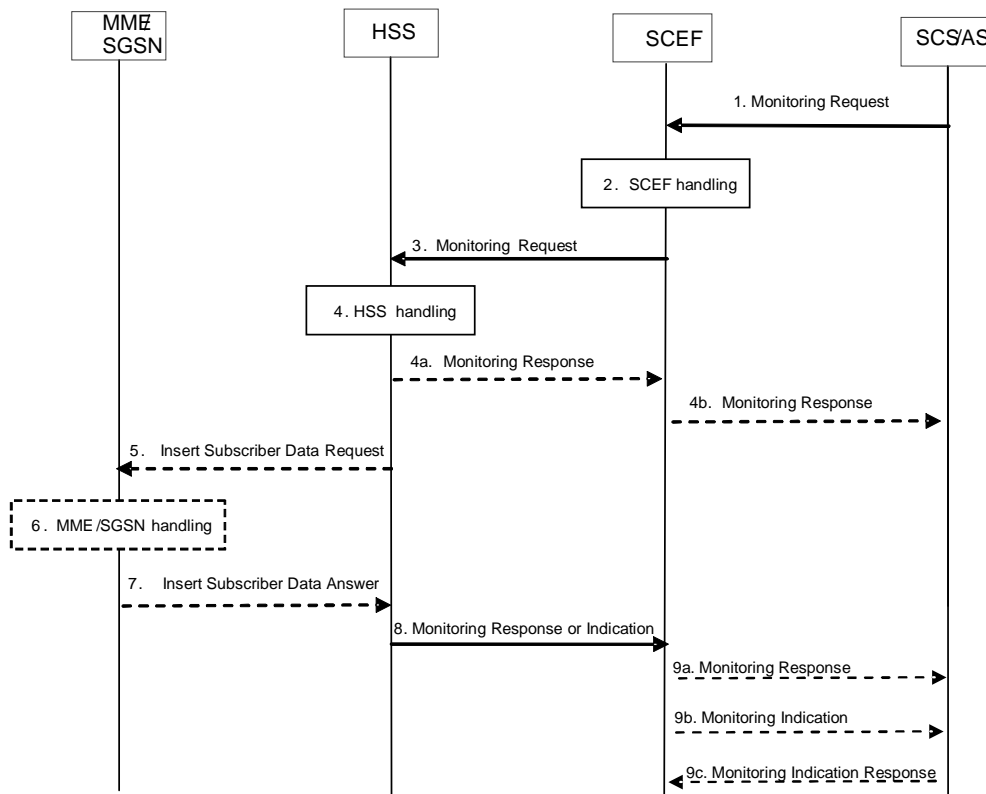 MME/
SGSN
HSS
SCEF
SCS/AS
1. Monitoring Request
2. SCEF handling
3. Monitoring Request
4. HSS handling
4a. Monitoring Response
4b. Monitoring Response
5. Insert Subscriber Data Request
6. MME/SGSN handling
7. Insert Subscriber Data Answer
8. Monitoring Response or Indication
9a. Monitoring Response
9b. Monitoring Indication
9c. Monitoring Indication Response